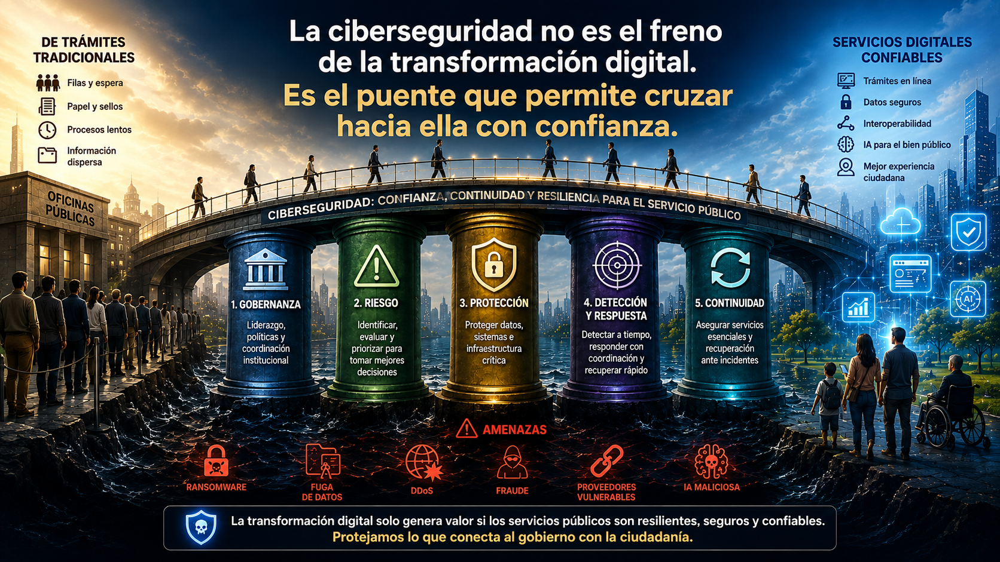 La ciberseguridad no es el freno
de la transformación digital.
Es el puente que permite cruzar
hacia ella con confianza.
DE TRÁMITES
TRADICIONALES
Filas y espera
Papel y sellos
Procesos lentos
Información
dispersa
SERVICIOS DIGITALES
CONFIABLES
Trámites en línea
Datos seguros
Interoperabilidad
IA para el bien público
Mejor experiencia
ciudadana
OFICINAS
PÚBLICAS
CIBERSEGURIDAD: CONFIANZA, CONTINUIDAD Y RESILIENCIA PARA EL SERVICIO PÚBLICO
1. GOBERNANZA
Liderazgo,
políticas y
coordinación
institucional
2. RIESGO
Identificar,
evaluar y
priorizar para
tomar mejores
decisiones
3. PROTECCIÓN
Proteger datos,
sistemas e
infraestructura
crítica
4. DETECCIÓN
Y RESPUESTA
Detectar a tiempo,
responder con
coordinación y
recuperar rápido
5. CONTINUIDAD
Asegurar servicios
esenciales y
recuperación
ante incidentes
AI
AMENAZAS
RANSOMWARE
FUGA
DE DATOS
DDoS
FRAUDE
PROVEEDORES
VULNERABLES
IA MALICIOSA
La transformación digital solo genera valor si los servicios públicos son resilientes, seguros y confiables.
Protejamos lo que conecta al gobierno con la ciudadanía.